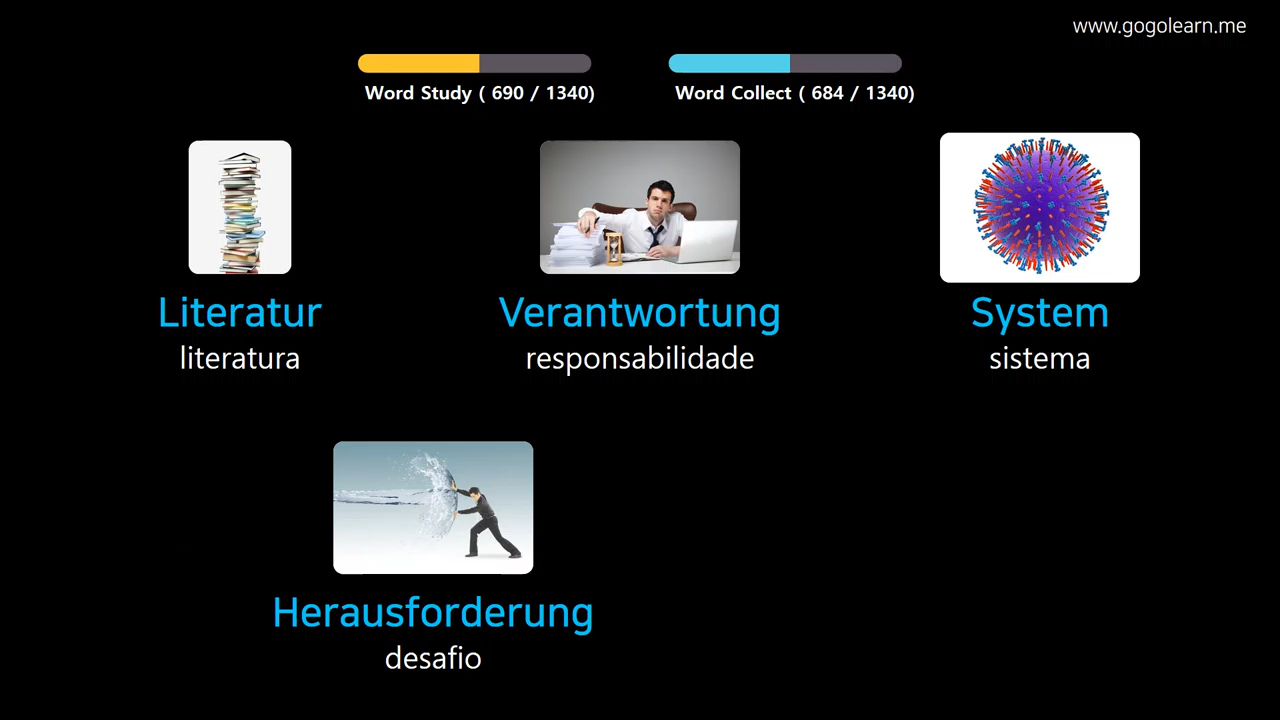 www.gogolearn.me
Word Study ( 690 / 1340)
Word Collect ( 684 / 1340)
Literatur
literatura
Verantwortung
responsabilidade
System
sistema
Herausforderung
desafio